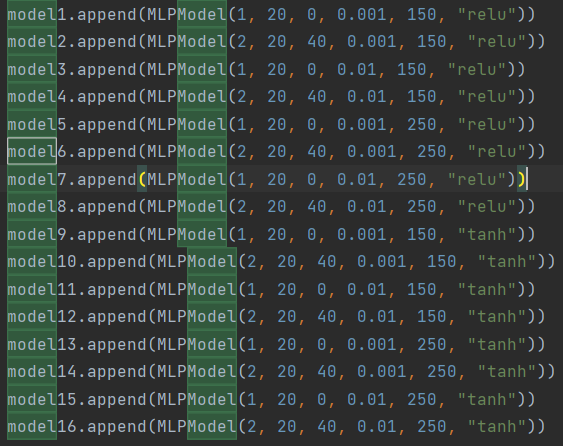 model1.append(MLPModel(1, 20, 0, 0.001, 150, "relu"))
model2.append(MLPModel(2, 20, 40, 0.001, 150, "relu"))
model3.append(MLPModel(1, 20, 0, 0.01, 150, "relu"))
model4.append(MLPModel(2, 20, 40, 0.01, 150, "relu"))
model5.append(MLPModel(1, 20, 0, 0.001, 250, "relu"))
model6.append(MLPModel(2, 20, 40, 0.001, 250, "relu"))
model7.append(MLPModel(1, 20, 0, 0.01, 250, "relu"))
model8.append(MLPModel(2, 20, 40, 0.01, 250, "relu"))
model9.append(MLPModel(1, 20, 0, 0.001, 150, "tanh"))
model10.append(MLPModel(2, 20, 40, 0.001, 150, "tanh"))
model11.append(MLPModel(1, 20, 0, 0.01, 150, "tanh"))
model12.append(MLPModel(2, 20, 40, 0.01, 150, "tanh"))
model13.append(MLPModel(1, 20, 0, 0.001, 250, "tanh"))
model14.append(MLPModel(2, 20, 40, 0.001, 250, "tanh"))
model15.append(MLPModel(1, 20, 0, 0.01, 250, "tanh"))
model16.append(MLPModel(2, 20, 40, 0.01, 250, "tanh"))